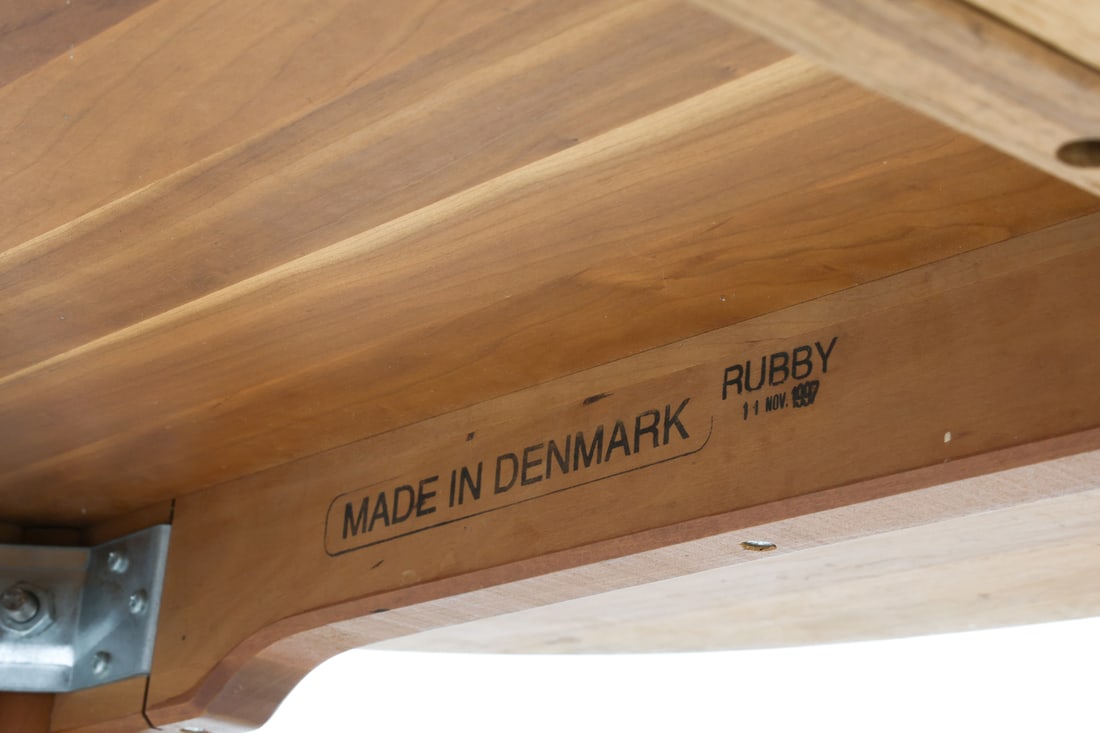 MADE IN DENMARK
RUBBY
11 NOV. 1997